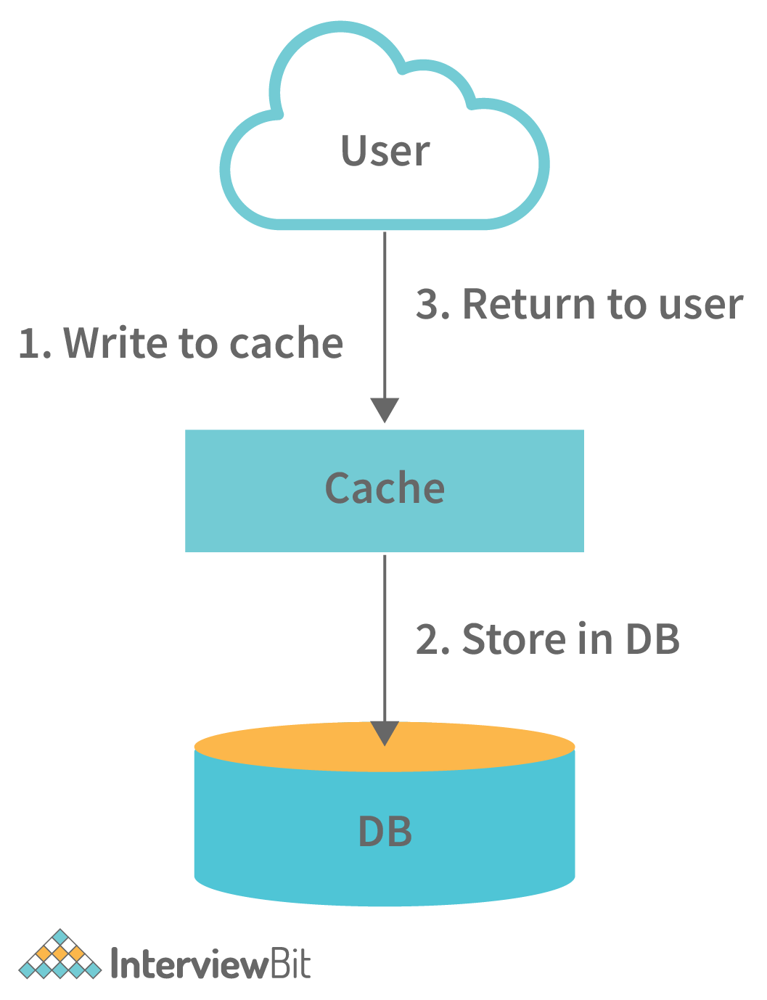 User
3. Return to user
1. Write to cache
Cache
2. Store in DB
DB
InterviewBit